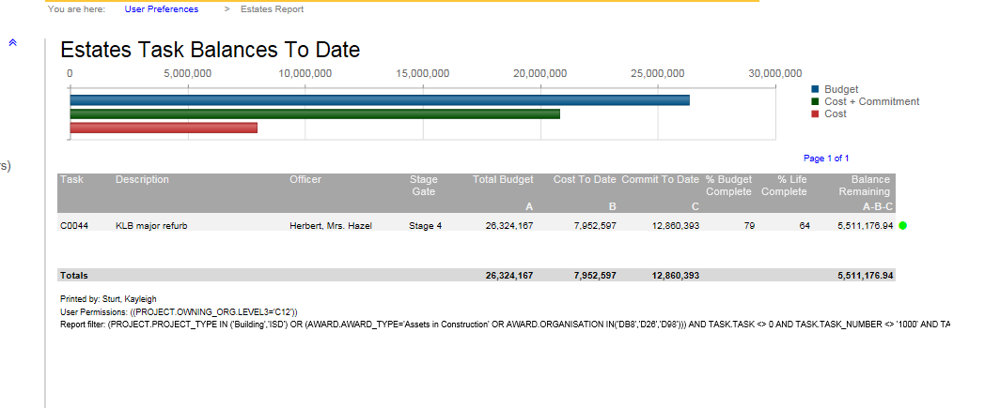 You are here: User Preferences > Estates Report
Estates Task Balances To Date
0 5,000,000 10,000,000 15,000,000 20,000,000 25,000,000 30,000,000
Budget
Cost + Commitment
Cost
s)
Page 1 of 1
Task Description Officer Stage Gate Total Budget Cost To Date Commit To Date % Budget Complete % Life Complete Balance Remaining
A B C A-B-C
C0044 KLB major refurb Herbert, Mrs. Hazel Stage 4 26,324,167 7,952,597 12,860,393 79 64 5,511,176.94
Totals 26,324,167 7,952,597 12,860,393 5,511,176.94
Printed by: Sturt, Kayleigh
User Permissions: ((PROJECT.OWNING_ORG.LEVEL3='C12'))
Report filter: (PROJECT.PROJECT_TYPE IN ('Building','ISD') OR (AWARD.AWARD_TYPE='Assets in Construction' OR AWARD.ORGANISATION IN('DB8','D26','D98'))) AND TASK.TASK <> 0 AND TASK.TASK_NUMBER <> '1000' AND TA